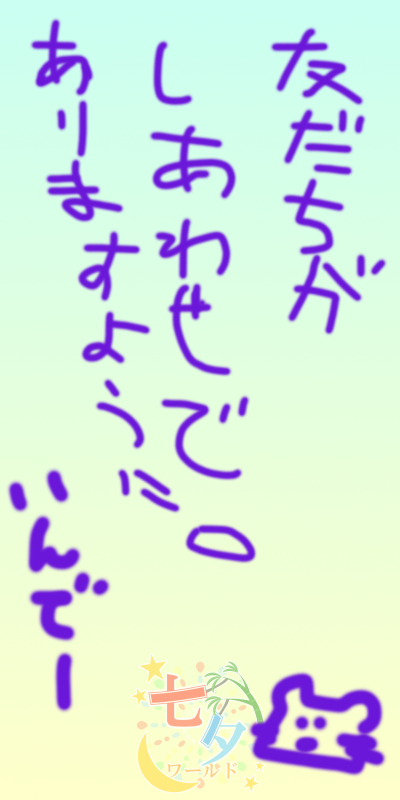 友だちが
しあわせで。
ありますように
いんでー
七夕
ワールド